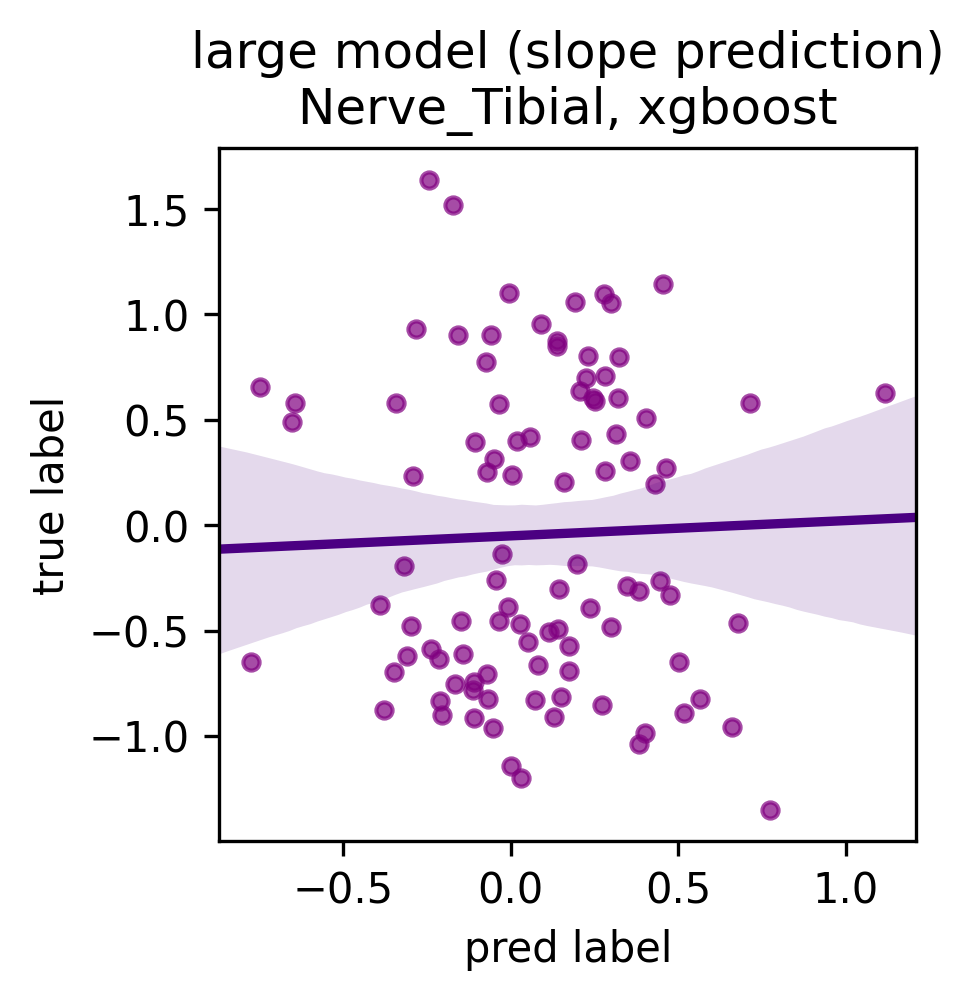 large model (slope prediction)
Nerve_Tibial, xgboost
true label
1.5
1.0
0.5
0.0
−0.5
−1.0
−0.5
0.0
0.5
1.0
pred label